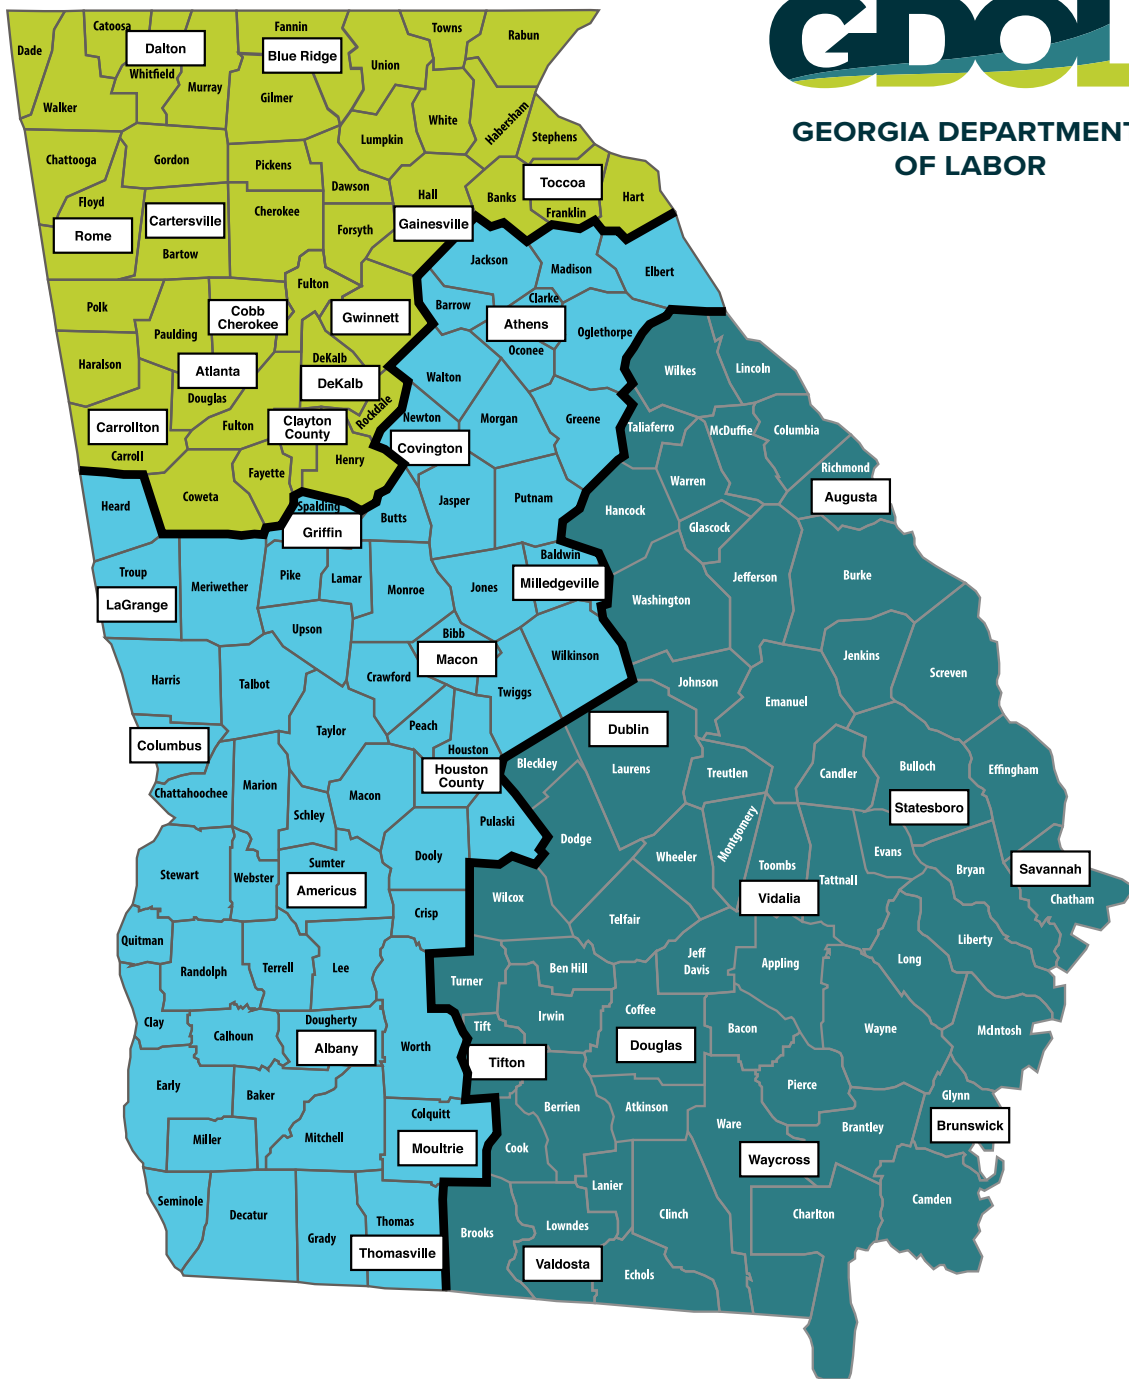 GDOL
GEORGIA DEPARTMENT
OF LABOR
Catoosa
Fannin
Towns
Rabun
Dade
Dalton
Blue Ridge
Union
Whitfield
Murray
Gilmer
Walker
White
Habersham
Lumpkin
Stephens
Chattooga
Gordon
Pickens
Dawson
Toccoa
Hall
Banks
Hart
Floyd
Cherokee
Franklin
Cartersville
Gainesville
Rome
Forsyth
Bartow
Jackson
Madison
Elbert
Fulton
Polk
Barrow
Clarke
Cobb
Cherokee
Gwinnett
Athens
Paulding
Oglethorpe
Oconee
DeKalb
Haralson
Atlanta
DeKalb
Walton
Wilkes
Lincoln
Douglas
Rockdale
Newton
Morgan
Greene
Carrollton
Clayton
County
Fulton
Taliaferro
McDuffie
Columbia
Covington
Carroll
Henry
Fayette
Richmond
Warren
Coweta
Jasper
Putnam
Augusta
Heard
Spalding
Butts
Hancock
Griffin
Glascock
Baldwin
Troup
Pike
Lamar
Meriwether
Monroe
Jones
Milledgeville
Jefferson
Burke
LaGrange
Washington
Upson
Bibb
Macon
Wilkinson
Jenkins
Harris
Talbot
Crawford
Twiggs
Johnson
Screven
Emanuel
Taylor
Peach
Dublin
Columbus
Houston
Bleckley
Houston
County
Laurens
Treutlen
Candler
Bulloch
Effingham
Chattahoochee
Marion
Macon
Schley
Pulaski
Statesboro
Montgomery
Dodge
Dooly
Wheeler
Evans
Sumter
Toombs
Stewart
Webster
Tattnall
Bryan
Savannah
Americus
Wilcox
Vidalia
Chatham
Crisp
Telfair
Quitman
Liberty
Randolph
Terrell
Lee
Turner
Ben Hill
Jeff
Davis
Appling
Long
Clay
Calhoun
Dougherty
Tift
Irwin
Coffee
Bacon
Wayne
McIntosh
Albany
Worth
Tifton
Douglas
Early
Baker
Pierce
Glynn
Colquitt
Berrien
Atkinson
Ware
Brantley
Brunswick
Miller
Mitchell
Moultrie
Cook
Waycross
Lanier
Seminole
Decatur
Thomas
Clinch
Charlton
Camden
Grady
Brooks
Lowndes
Thomasville
Valdosta
Echols